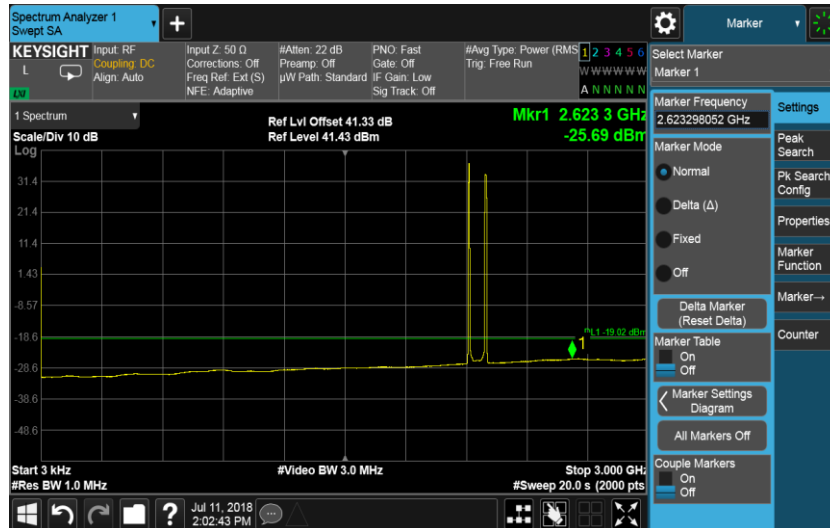 Spectrum Analyzer 1
Swept SA
+
Marker
KEYSIGHT
L
LXI
Input: RF
Coupling: DC
Align: Auto
Input Z: 50 Ω
Corrections: Off
Freq Ref: Ext (S)
NFE: Adaptive
#Atten: 22 dB
Preamp: Off
µW Path: Standard
PNO: Fast
Gate: Off
IF Gain: Low
Sig Track: Off
#Avg Type: Power (RMS
Trig: Free Run
1 2 3 4 5 6
W W W W W W
A N N N N N
Select Marker
Marker 1
1 Spectrum
Scale/Div 10 dB
Log
Ref Lvl Offset 41.33 dB
Ref Level 41.43 dBm
Mkr1 2.623 3 GHz
-25.69 dBm
31.4
21.4
11.4
1.43
-8.57
-18.6
-28.6
-38.6
-48.6
DL1 -19.02 dBm
1
Start 3 kHz
#Res BW 1.0 MHz
#Video BW 3.0 MHz
Stop 3.000 GHz
#Sweep 20.0 s (2000 pts
Marker Frequency
2.623298052 GHz
Marker Mode
Normal
Delta (Δ)
Fixed
Off
Delta Marker
(Reset Delta)
Marker Table
On
Off
Marker Settings
Diagram
All Markers Off
Couple Markers
On
Off
Settings
Peak
Search
Pk Search
Config
Properties
Marker
Function
Marker→
Counter
?
Jul 11, 2018
2:02:43 PM